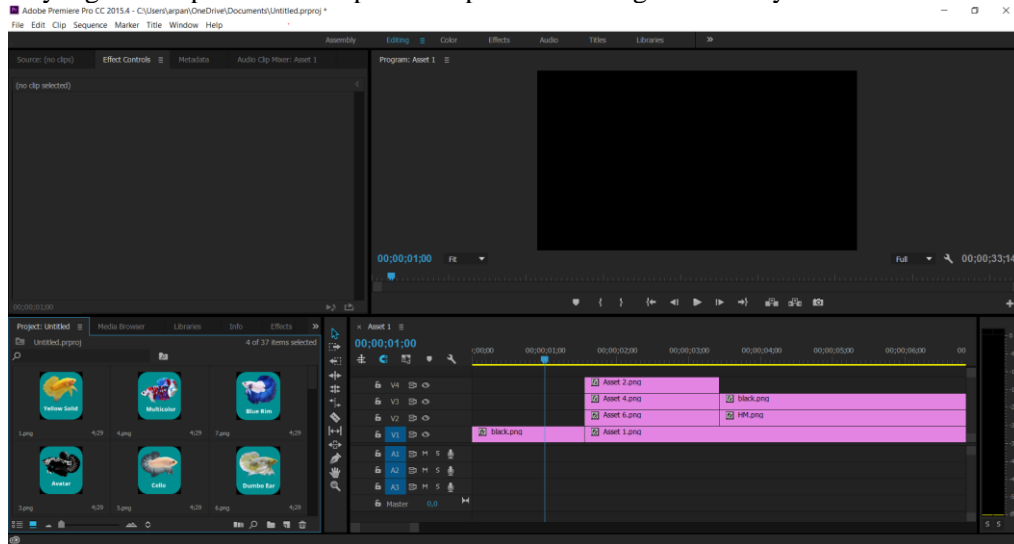 Adobe Premiere Pro CC 2015.4 - C:\Users\arpan\OneDrive\Documents\Untitled.prproj *
File Edit Clip Sequence Marker Title Window Help
Assembly Editing Color Effects Audio Titles Libraries
Source: (no clips) Effect Controls Metadata Audio Clip Mixer: Asset 1
Program: Asset 1
(no clip selected)
00;00;01;00 Fit Full 00;00;33;14
00;00;01;00
Project: Untitled Media Browser Libraries Info Effects
Untitled.prproj 4 of 37 items selected
Yellow Solid Multicolor Blue Rim
1.png 4;29 4.png 4;29 7.png 4;29
Avatar Cello Dumbo Ear
3.png 4;29 5.png 4;29 6.png 4;29
Asset 1
00;00;01;00
;00;00 00;00;01;00 00;00;02;00 00;00;03;00 00;00;04;00 00;00;05;00 00;00;06;00 00
V4 Asset 2.png
V3 Asset 4.png black.png
V2 Asset 6.png HM.png
V1 black.png Asset 1.png
A1 M S
A2 M S
A3 M S
Master 0,0
S S